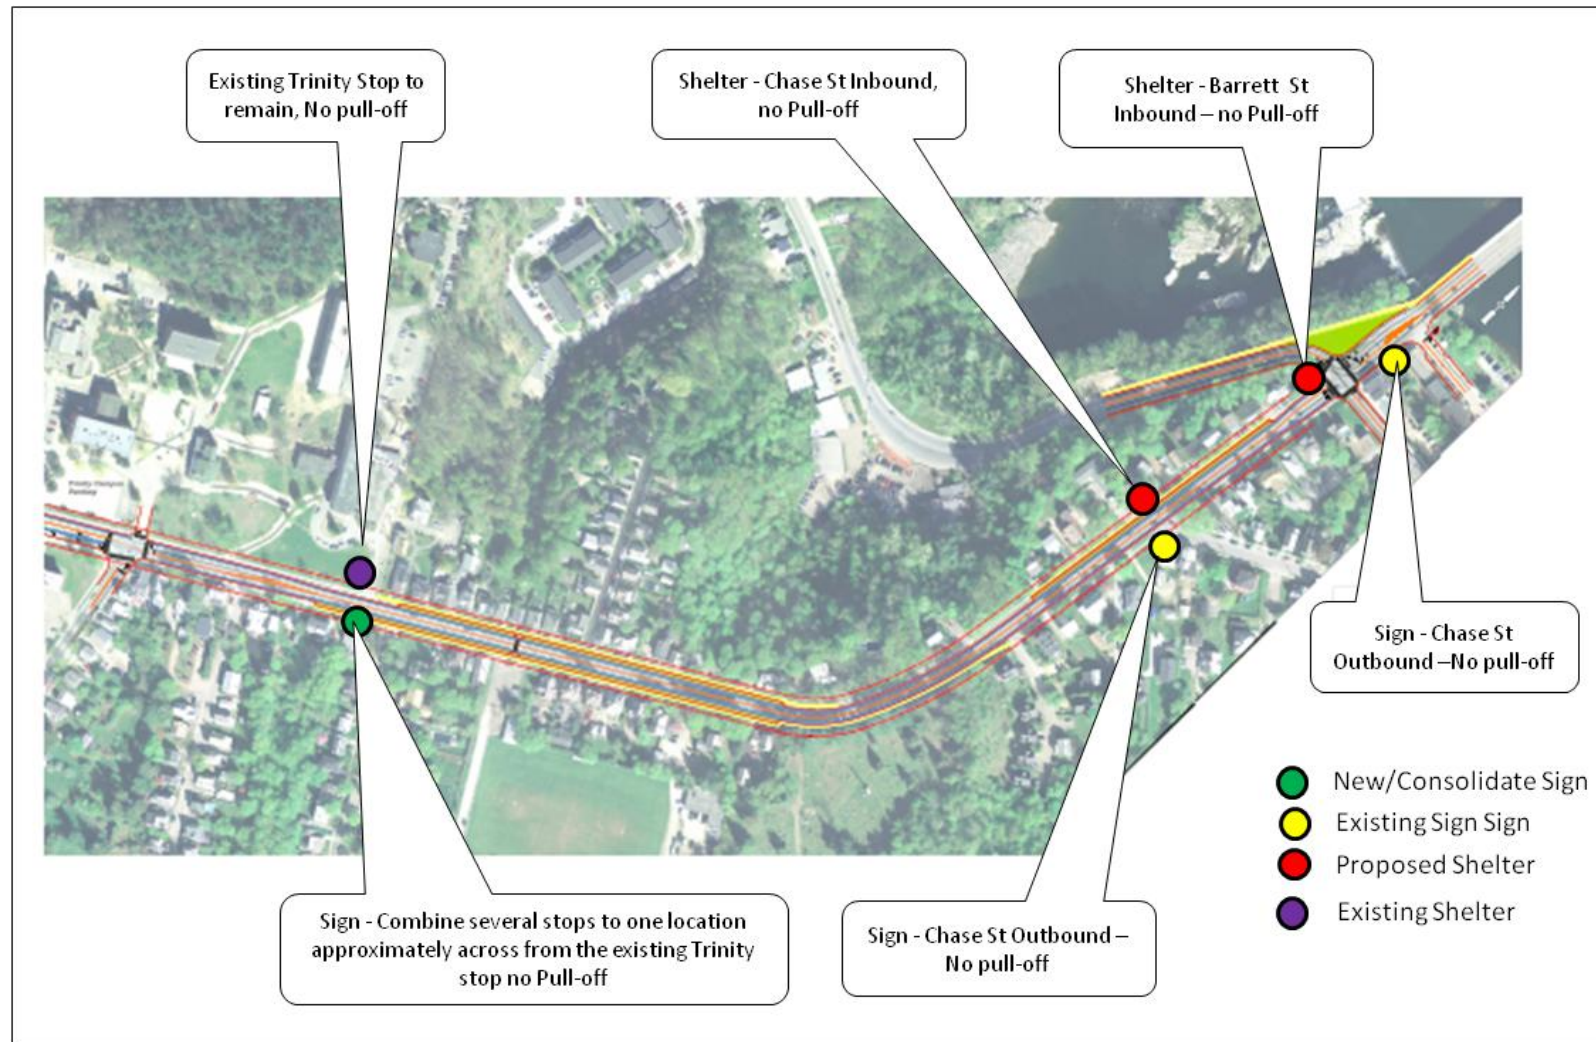 Existing Trinity Stop to
remain, No pull-off
Shelter - Chase St Inbound,
no Pull-off
Shelter - Barrett St
Inbound – no Pull-off
Sign - Chase St
Outbound –No pull-off
New/Consolidate Sign
Existing Sign Sign
Proposed Shelter
Existing Shelter
Sign - Combine several stops to one location
approximately across from the existing Trinity
stop no Pull-off
Sign - Chase St Outbound –
No pull-off